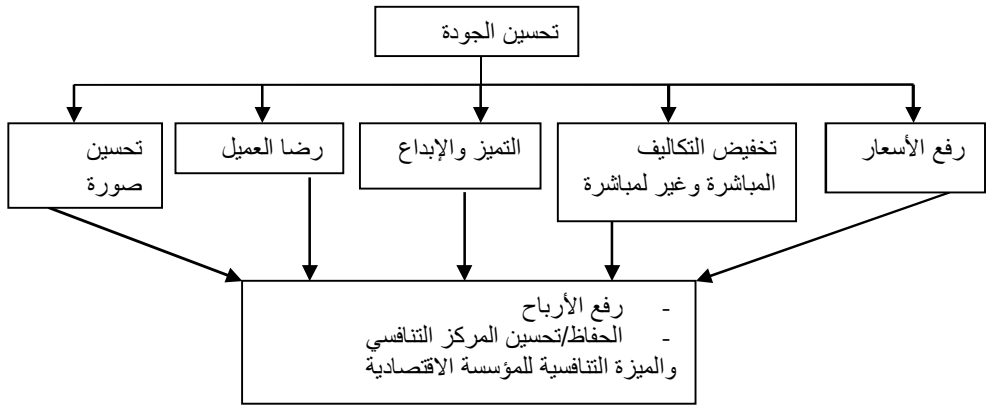 تحسين الجودة
رفع الأسعار
تخفيض التكاليف
المباشرة وغير لمباشرة
التميز والإبداع
رضا العميل
تحسين
صورة
- رفع الأرباح
- الحفاظ/تحسين المركز التنافسي
والميزة التنافسية للمؤسسة الاقتصادية